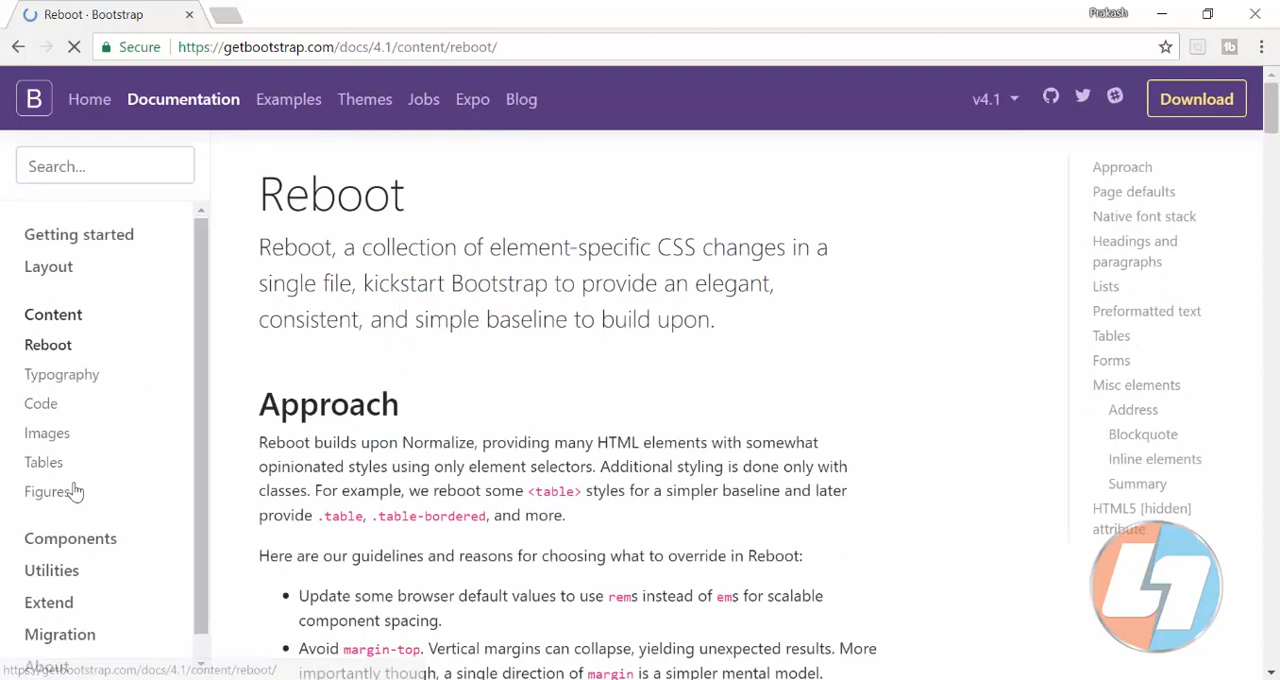 Reboot · Bootstrap
Prakash
Secure
https://getbootstrap.com/docs/4.1/content/reboot/
B Home Documentation Examples Themes Jobs Expo Blog v4.1 Download
Search...
Getting started
Layout
Content
Reboot
Typography
Code
Images
Tables
Figures
Components
Utilities
Extend
Migration
About
https://getbootstrap.com/docs/4.1/content/reboot/
Reboot
Reboot, a collection of element-specific CSS changes in a
single file, kickstart Bootstrap to provide an elegant,
consistent, and simple baseline to build upon.
Approach
Reboot builds upon Normalize, providing many HTML elements with somewhat
opinionated styles using only element selectors. Additional styling is done only with
classes. For example, we reboot some <table> styles for a simpler baseline and later
provide .table, .table-bordered, and more.
Here are our guidelines and reasons for choosing what to override in Reboot:
• Update some browser default values to use rems instead of ems for scalable
component spacing.
• Avoid margin-top. Vertical margins can collapse, yielding unexpected results. More
importantly though, a single direction of margin is a simpler mental model.
Approach
Page defaults
Native font stack
Headings and
paragraphs
Lists
Preformatted text
Tables
Forms
Misc elements
Address
Blockquote
Inline elements
Summary
HTML5 [hidden]
attribute